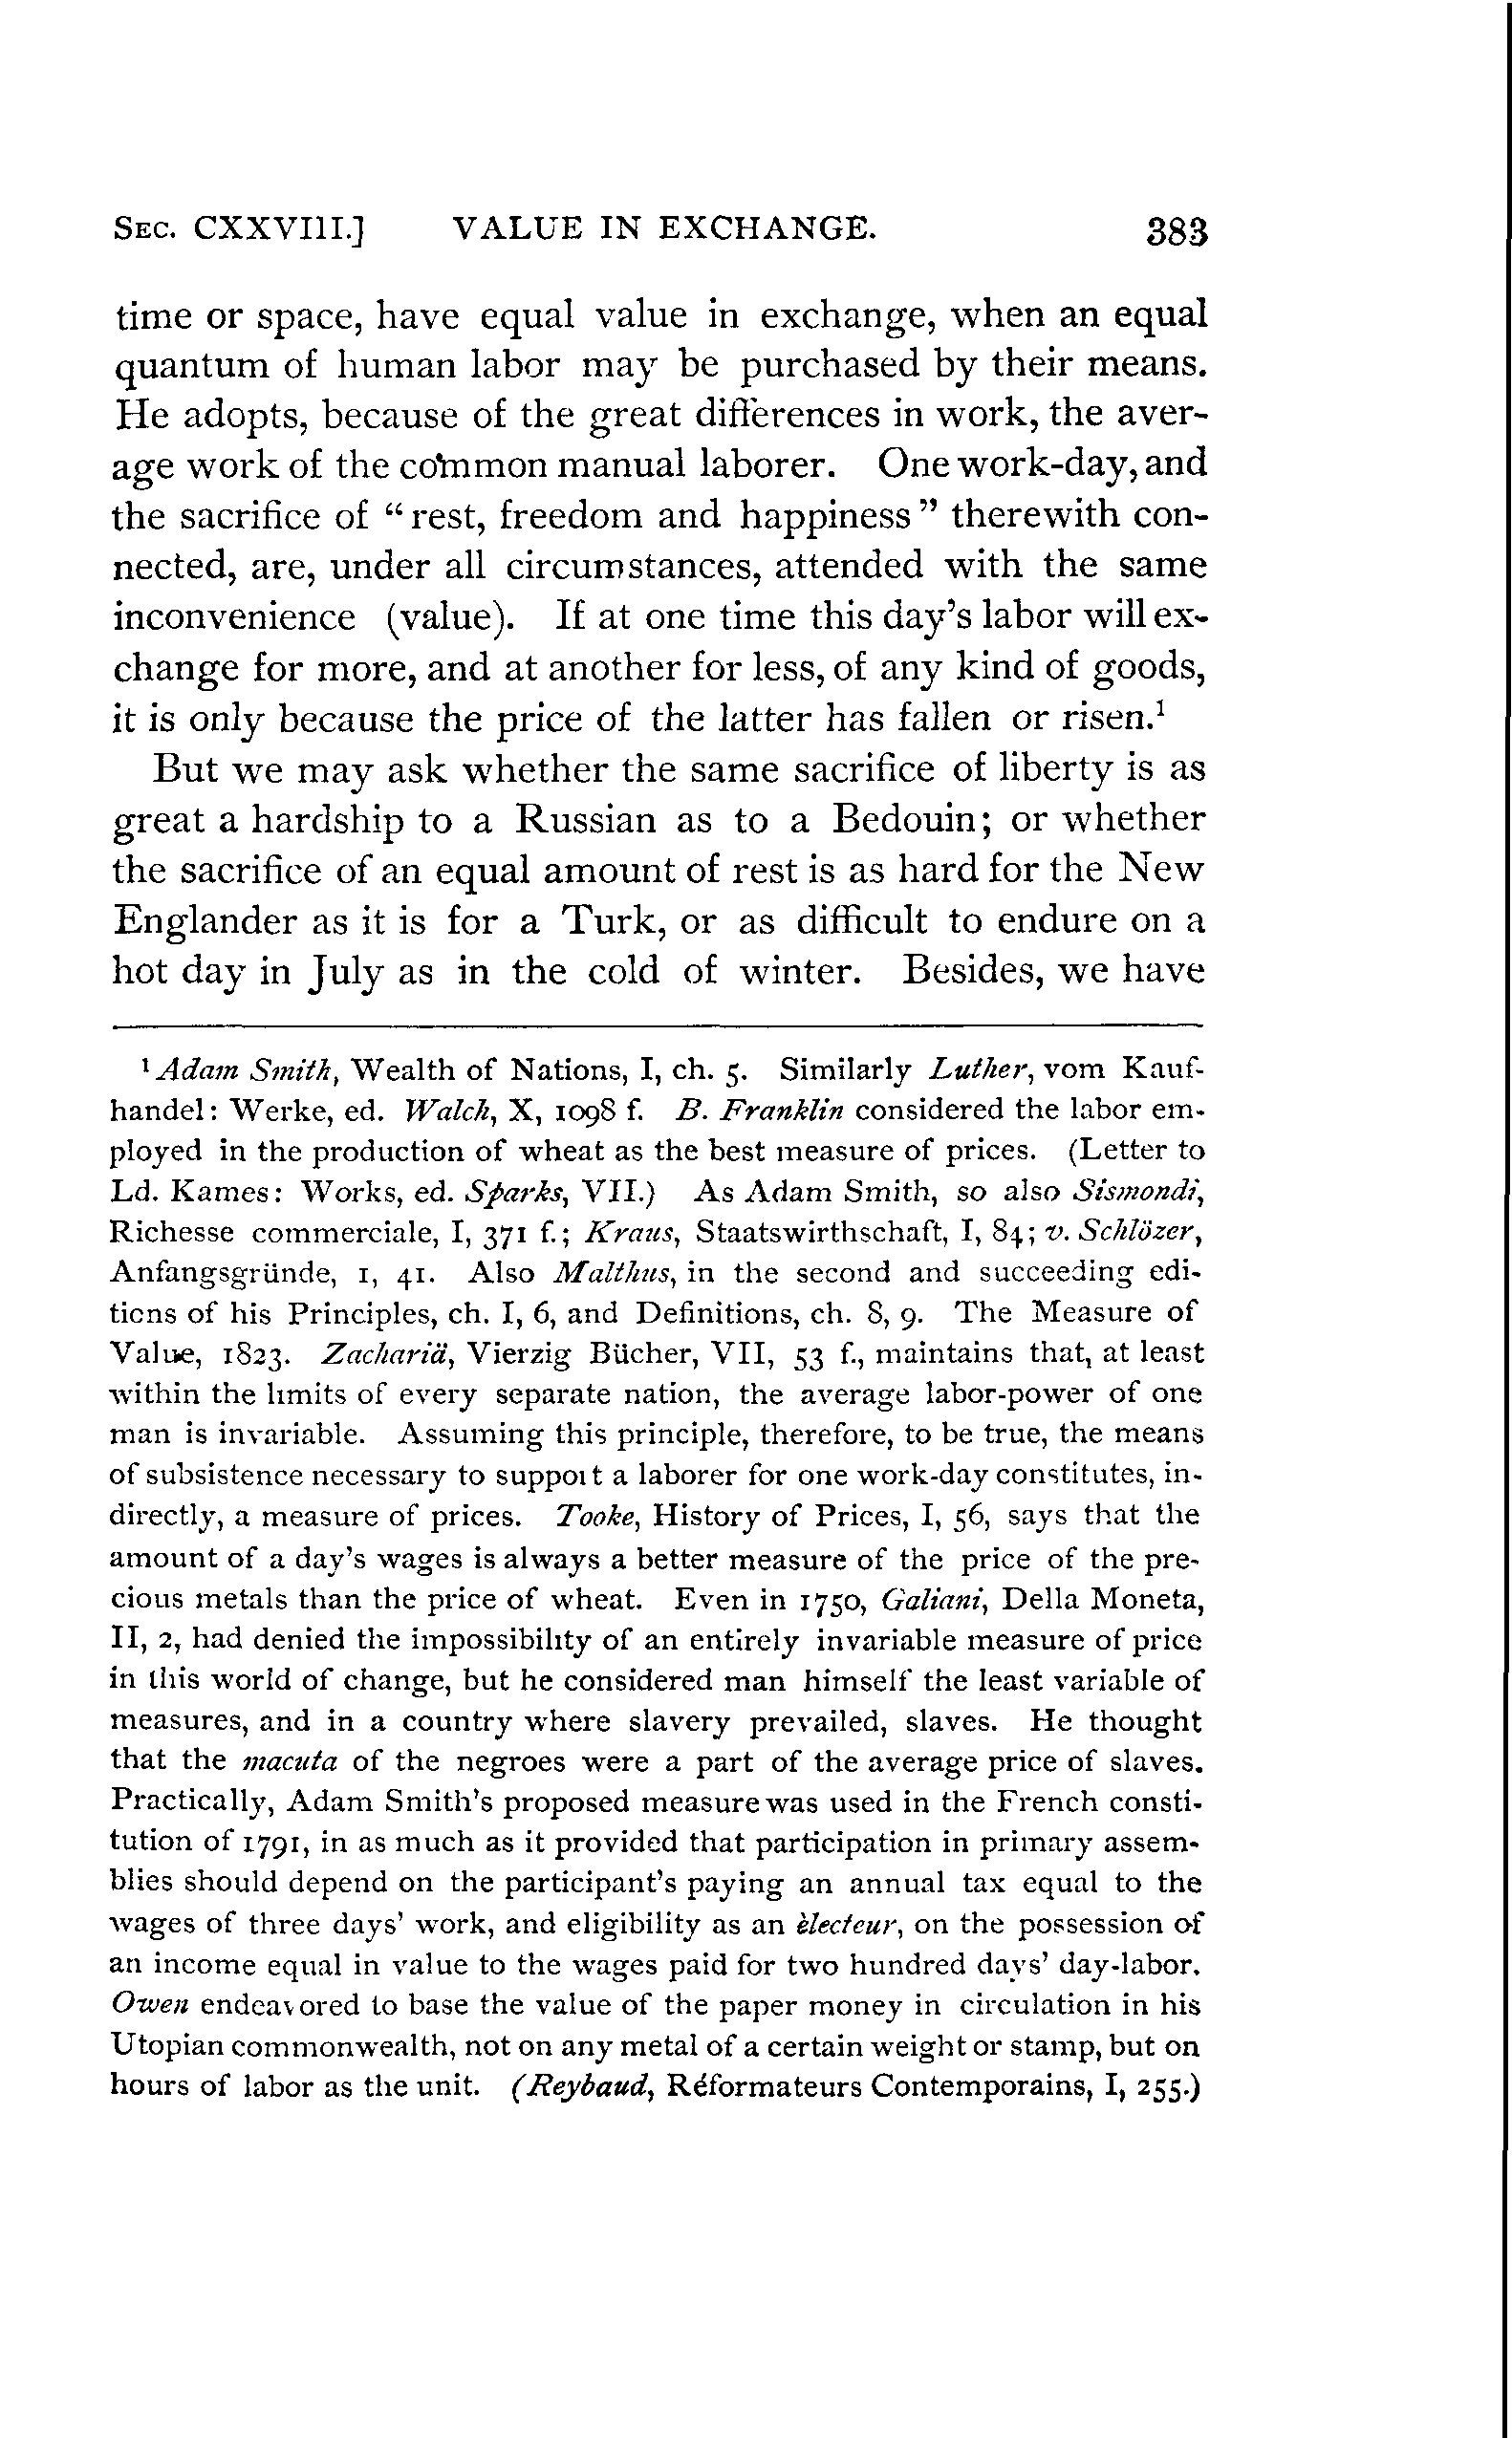 SEC. CXXVIII.] VALUE IN EXCHANGE. 383
time or space, have equal value in exchange, when an equal
quantum of human labor may be purchased by their means.
He adopts, because of the great differences in work, the aver-
age work of the common manual laborer. One work-day, and
the sacrifice of "rest, freedom and happiness" therewith con-
nected, are, under all circumstances, attended with the same
inconvenience (value). If at one time this day's labor will ex-
change for more, and at another for less, of any kind of goods,
it is only because the price of the latter has fallen or risen.¹
But we may ask whether the same sacrifice of liberty is as
great a hardship to a Russian as to a Bedouin; or whether
the sacrifice of an equal amount of rest is as hard for the New
Englander as it is for a Turk, or as difficult to endure on a
hot day in July as in the cold of winter. Besides, we have
¹ Adam Smith, Wealth of Nations, I, ch. 5. Similarly Luther, vom Kauf-
handel: Werke, ed. Walch, X, 1098 f. B. Franklin considered the labor em-
ployed in the production of wheat as the best measure of prices. (Letter to
Ld. Kames: Works, ed. Sparks, VII.) As Adam Smith, so also Sismondi,
Richesse commerciale, I, 371 f.; Kraus, Staatswirthschaft, I, 84; v. Schlözer,
Anfangsgründe, 1, 41. Also Malthus, in the second and succeeding edi-
tions of his Principles, ch. I, 6, and Definitions, ch. 8, 9. The Measure of
Value, 1823. Zachariä, Vierzig Bücher, VII, 53 f., maintains that, at least
within the limits of every separate nation, the average labor-power of one
man is invariable. Assuming this principle, therefore, to be true, the means
of subsistence necessary to support a laborer for one work-day constitutes, in-
directly, a measure of prices. Tooke, History of Prices, I, 56, says that the
amount of a day's wages is always a better measure of the price of the pre-
cious metals than the price of wheat. Even in 1750, Galiani, Della Moneta,
II, 2, had denied the impossibility of an entirely invariable measure of price
in this world of change, but he considered man himself the least variable of
measures, and in a country where slavery prevailed, slaves. He thought
that the macuta of the negroes were a part of the average price of slaves.
Practically, Adam Smith's proposed measure was used in the French consti-
tution of 1791, in as much as it provided that participation in primary assem-
blies should depend on the participant's paying an annual tax equal to the
wages of three days' work, and eligibility as an èlecteur, on the possession of
an income equal in value to the wages paid for two hundred days' day-labor.
Owen endeavored to base the value of the paper money in circulation in his
Utopian commonwealth, not on any metal of a certain weight or stamp, but on
hours of labor as the unit. (Reybaud, Réformateurs Contemporains, I, 255.)